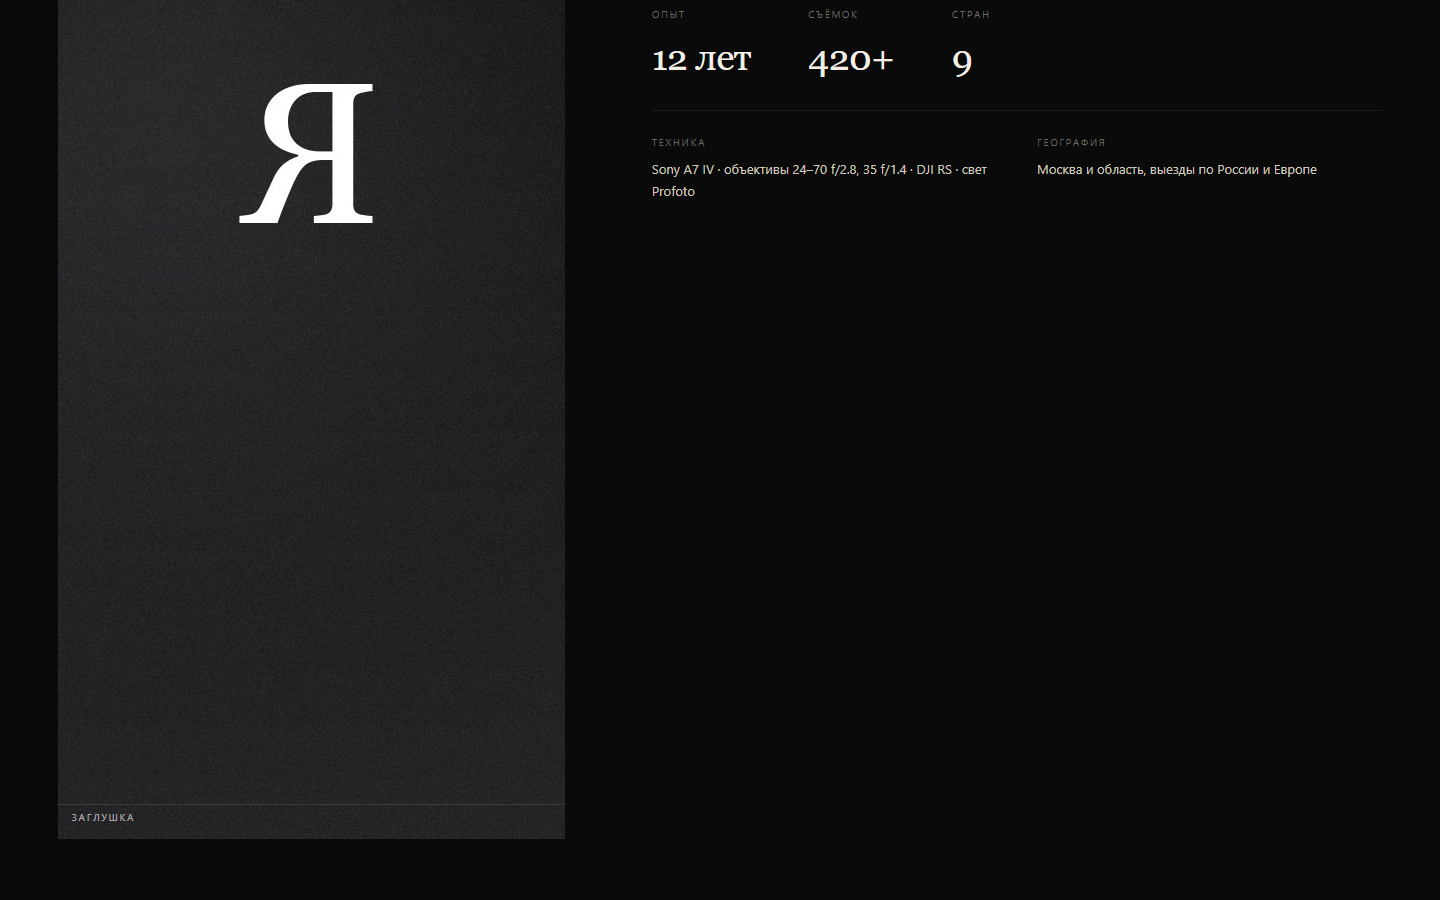 Я
ЗАГЛУШКА
ОПЫТ
12 лет
СЪЁМОК
420+
СТРАН
9
ТЕХНИКА
Sony A7 IV · объективы 24–70 f/2.8, 35 f/1.4 · DJI RS · свет
Profoto
ГЕОГРАФИЯ
Москва и область, выезды по России и Европе